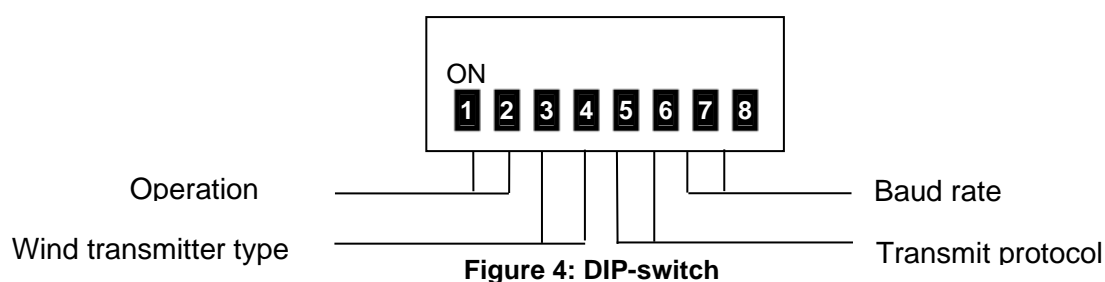 ON
1 2 3 4 5 6 7 8
Operation
Baud rate
Wind transmitter type
Transmit protocol
Figure 4: DIP-switch